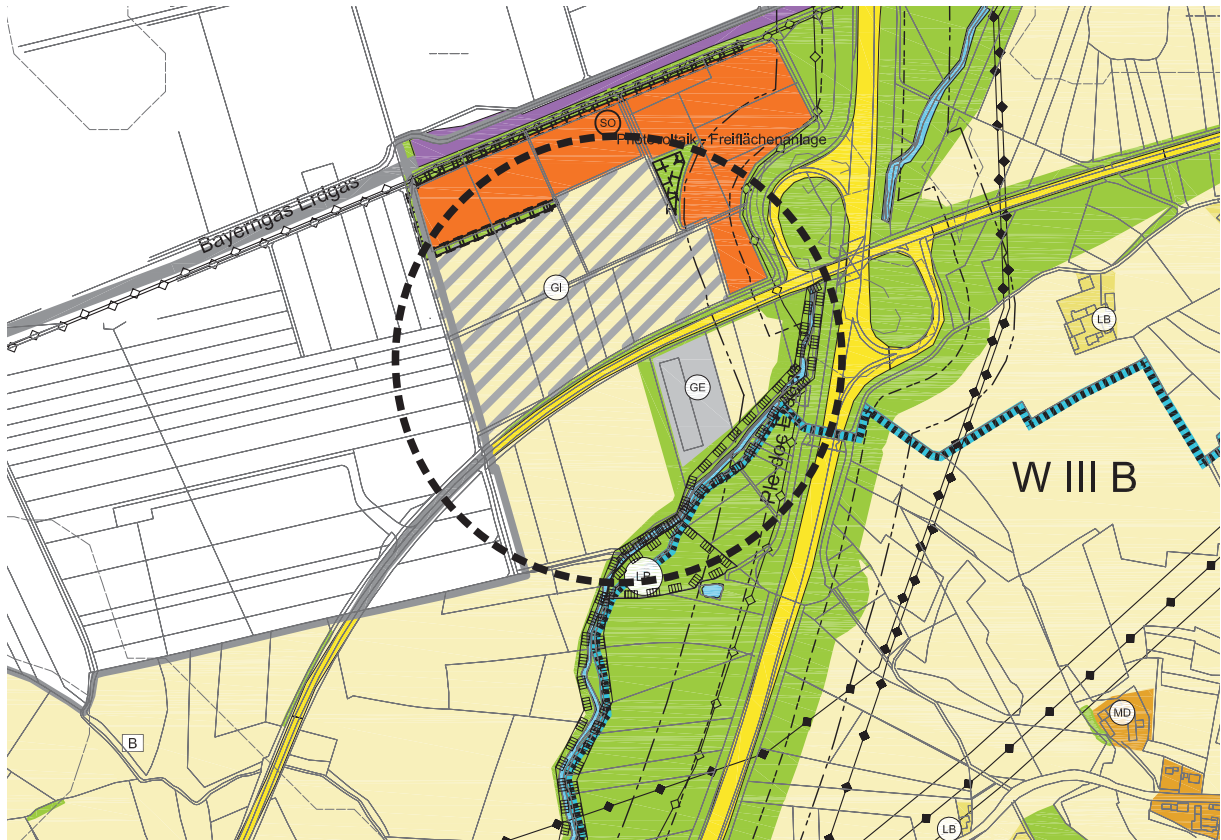 SO
Photovoltaik - Freiflächenanlage
Bayerngas Erdgas
GI
LB
GE
W III B
LB
MD
B
LB